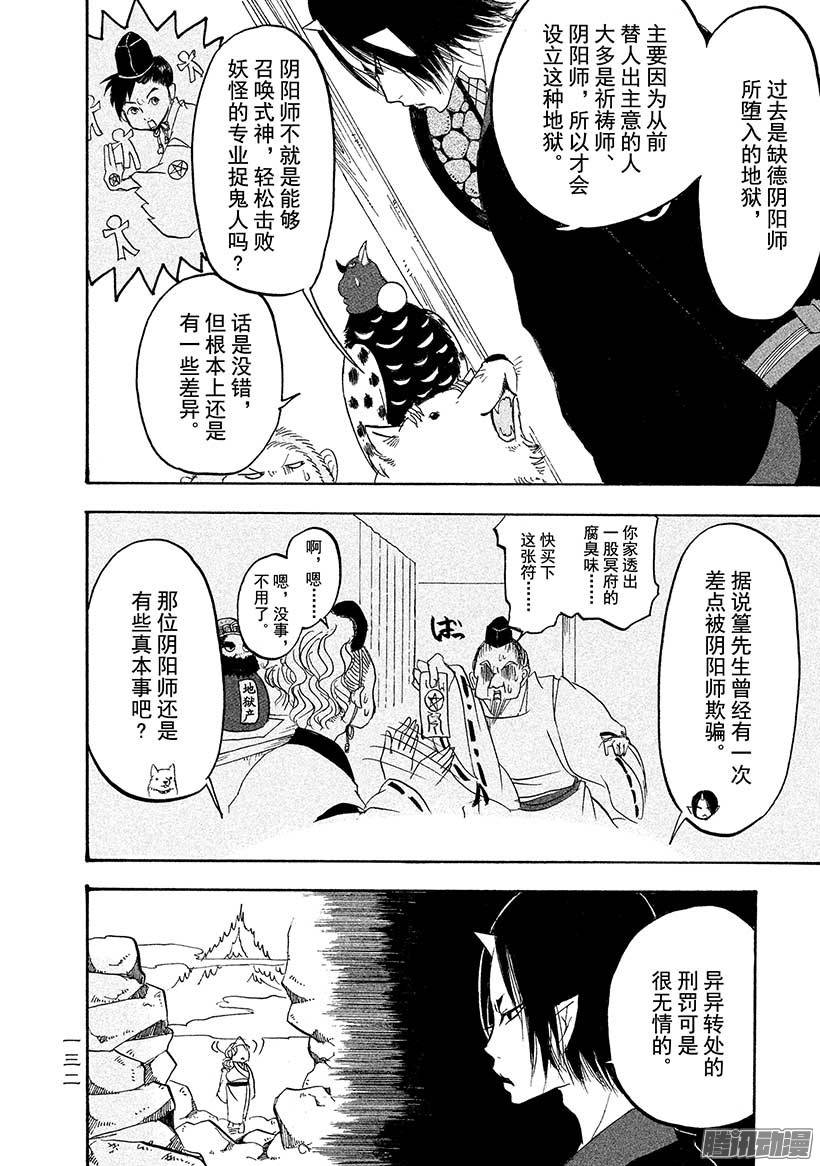 过去是缺德阴阳师
所堕入的地狱，
主要因为从前
替人出主意的人
大多是祈祷师、
阴阳师，所以才会
设立这种地狱。
阴阳师不就是能够
召唤式神，轻松击败
妖怪的专业捉鬼人吗？
话是没错，
但根本上还是
有一些差异。
据说篁先生曾经有一次
差点被阴阳师欺骗。
你家透出
一股冥府的
腐臭味……
快买下
这张符……
ばっ
啊，嗯……
嗯，没事，
不用了。
地狱产
那位阴阳师还是
有些真本事吧？
异异转处的
刑罚可是
很无情的。
一三二
腾讯动漫